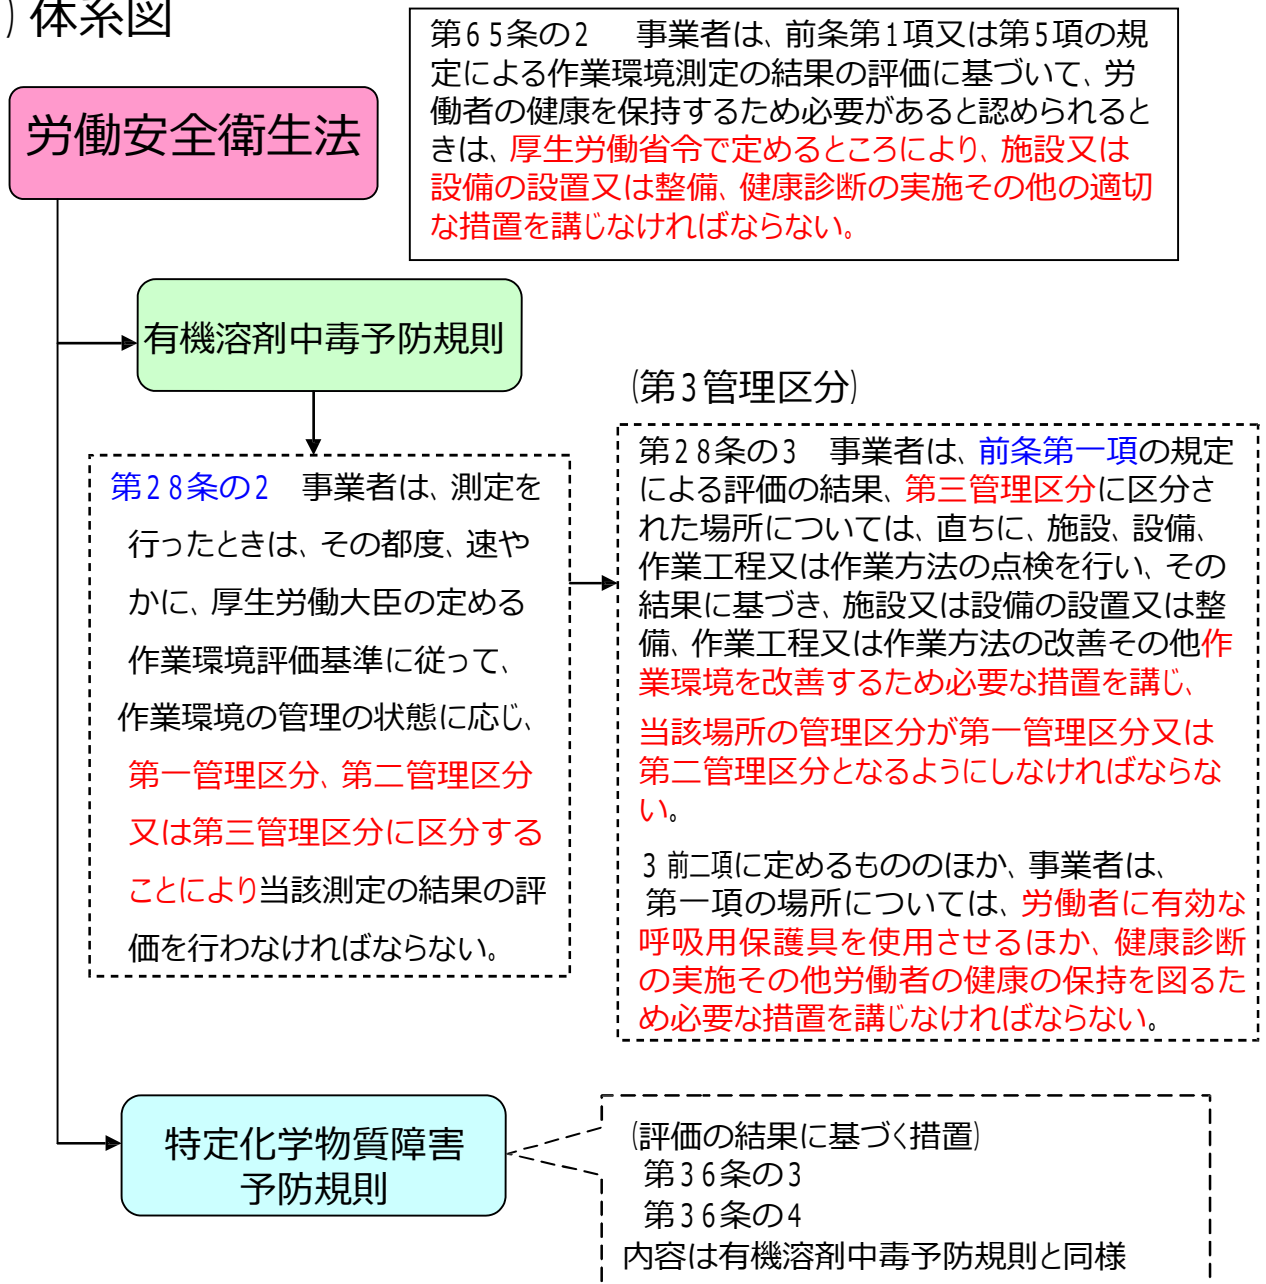 ) 体系図
第65条の2　事業者は、前条第1項又は第5項の規
定による作業環境測定の結果の評価に基づいて、労
働者の健康を保持するため必要があると認められると
きは、厚生労働省令で定めるところにより、施設又は
設備の設置又は整備、健康診断の実施その他の適切
な措置を講じなければならない。
労働安全衛生法
有機溶剤中毒予防規則
第28条の2　事業者は、測定を
行ったときは、その都度、速や
かに、厚生労働大臣の定める
作業環境評価基準に従って、
作業環境の管理の状態に応じ、
第一管理区分、第二管理区分
又は第三管理区分に区分する
ことにより当該測定の結果の評
価を行わなければならない。
(第3管理区分)
第28条の3　事業者は、前条第一項の規定
による評価の結果、第三管理区分に区分さ
れた場所については、直ちに、施設、設備、
作業工程又は作業方法の点検を行い、その
結果に基づき、施設又は設備の設置又は整
備、作業工程又は作業方法の改善その他作
業環境を改善するため必要な措置を講じ、
当該場所の管理区分が第一管理区分又は
第二管理区分となるようにしなければならな
い。
3 前二項に定めるもののほか、事業者は、
第一項の場所については、労働者に有効な
呼吸用保護具を使用させるほか、健康診断
の実施その他労働者の健康の保持を図るた
め必要な措置を講じなければならない。
特定化学物質障害
予防規則
(評価の結果に基づく措置)
第36条の3
第36条の4
内容は有機溶剤中毒予防規則と同様